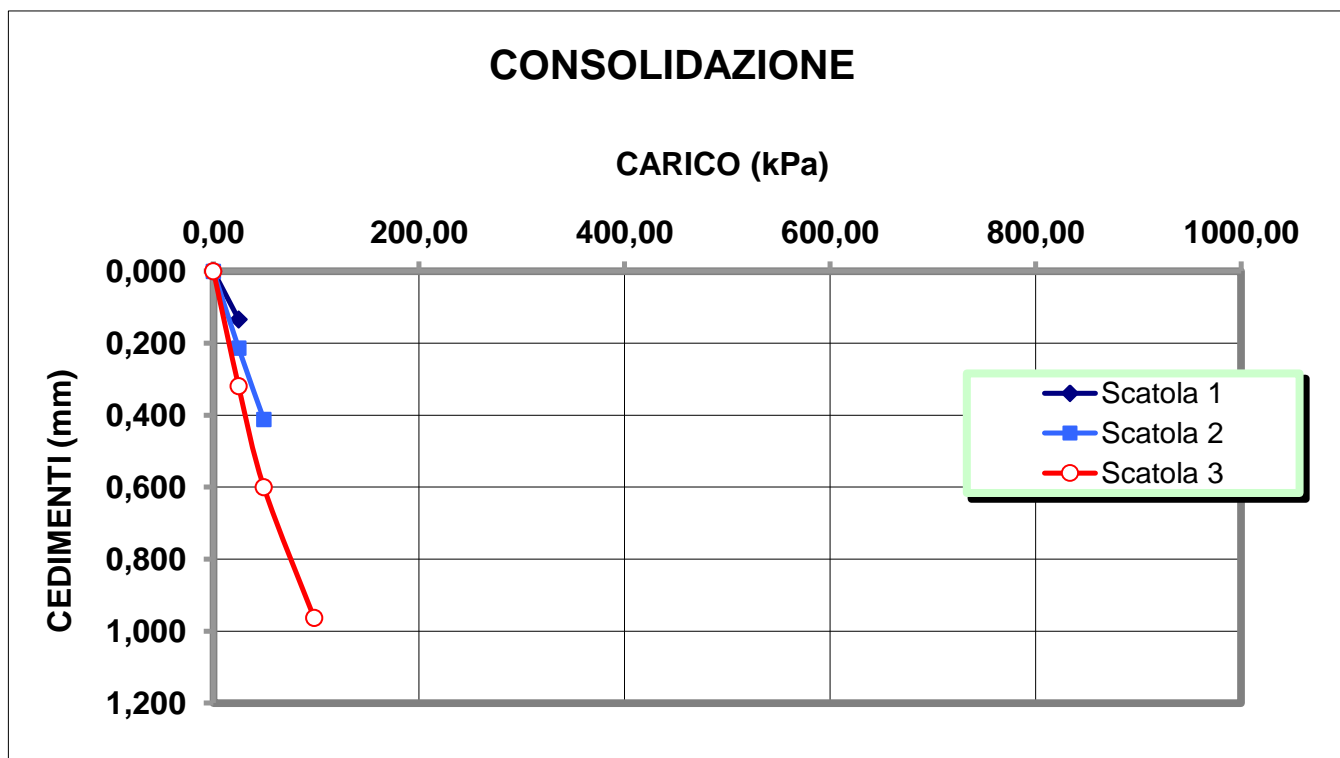 CONSOLIDAZIONE
CARICO (kPa)
0,00 200,00 400,00 600,00 800,00 1000,00
CEDIMENTI (mm)
0,000
0,200
0,400
0,600
0,800
1,000
1,200
Scatola 1
Scatola 2
Scatola 3